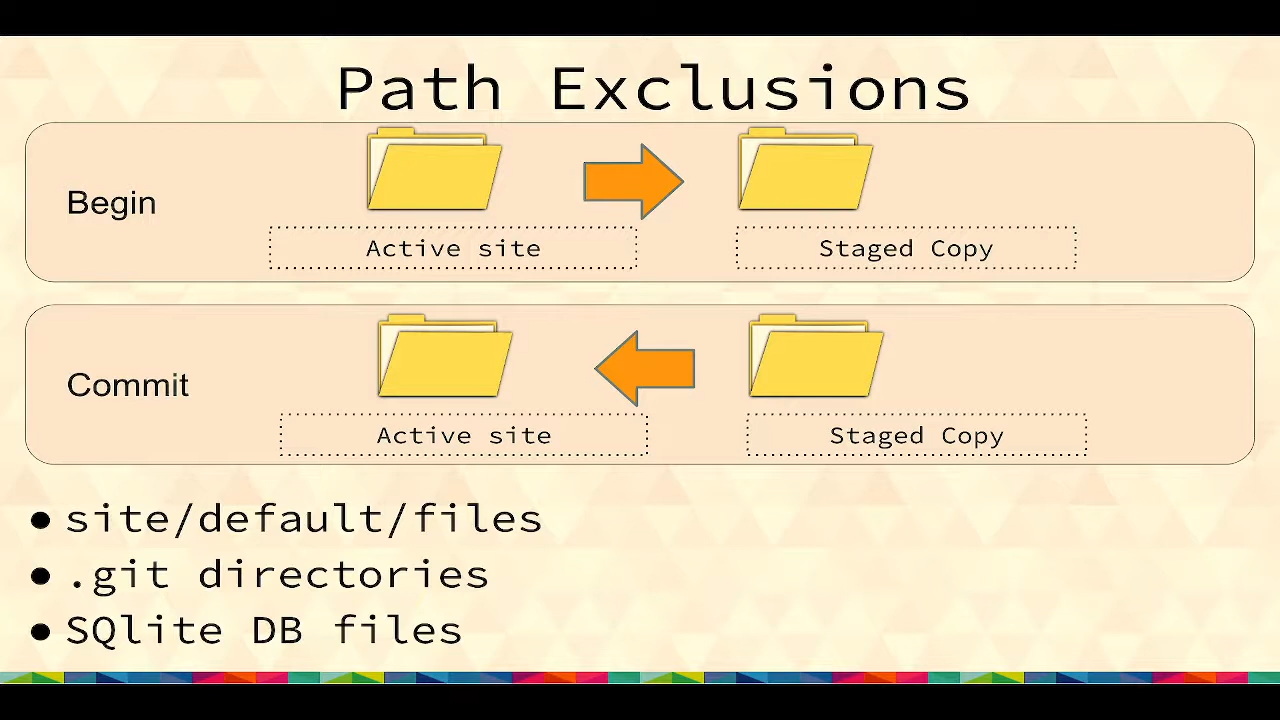 Path Exclusions
Begin
Active site
Staged Copy
Commit
Active site
Staged Copy
● site/default/files
● .git directories
● SQlite DB files